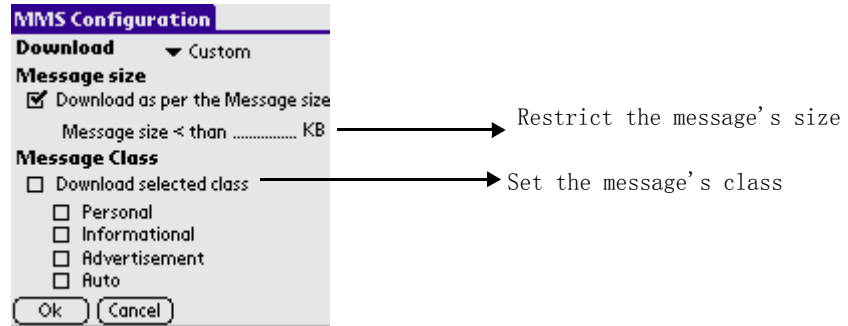 MMS Configuration
Download Custom
Message size
Download as per the Message size
Message size < than ............... KB
Restrict the message's size
Message Class
Download selected class
Set the message's class
Personal
Informational
Advertisement
Auto
Ok Cancel